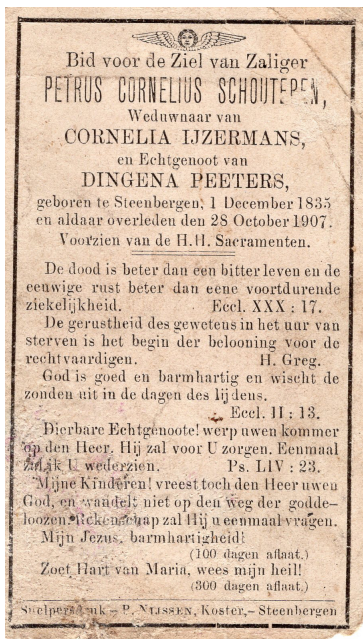 Bid voor de Ziel van Zaliger
PETRUS CORNELIUS SCHOUTEREN,
Weduwnaar van
CORNELIA IJZERMANS,
en Echtgenoot van
DINGENA PEETERS,
geboren te Steenbergen, 1 December 1835
en aldaar overleden den 28 October 1907.
Voorzien van de H.H. Sacramenten.
De dood is beter dan een bitter leven en de
eeuwige rust beter dan eene voortdurende
ziekelijkheid. Eccl. XXX : 17.
De gerustheid des gewetens in het uur van
sterven is het begin der belooning voor de
rechtvaardigen. H. Greg.
God is goed en barmhartig en wischt de
zonden uit in de dagen des lijdens.
Eccl. II : 13.
Dierbare Echtgenoote! werp uwen kommer
op den Heer. Hij zal voor U zorgen. Eenmaal
zal ik U wederzien. Ps. LIV : 23.
Mijne Kinderen! vreest toch den Heer uwen
God, en wandelt niet op den weg der godde-
loozen. Rekenschap zal Hij u eenmaal vragen.
Mijn Jezus, barmhartigheid!
(100 dagen aflaat.)
Zoet Hart van Maria, wees mijn heil!
(300 dagen aflaat.)
Snelpersdruk — P. NIJSSEN, Koster, — Steenbergen